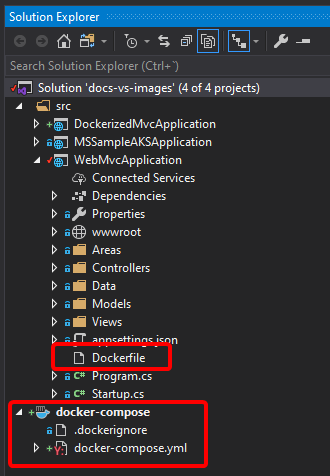 Solution Explorer
Search Solution Explorer (Ctrl+¨)
Solution 'docs-vs-images' (4 of 4 projects)
src
DockerizedMvcApplication
MSSampleAKSApplication
WebMvcApplication
Connected Services
Dependencies
Properties
wwwroot
Areas
Controllers
Data
Models
Views
appsettings.json
Dockerfile
C# Program.cs
C# Startup.cs
docker-compose
.dockerignore
Y: docker-compose.yml